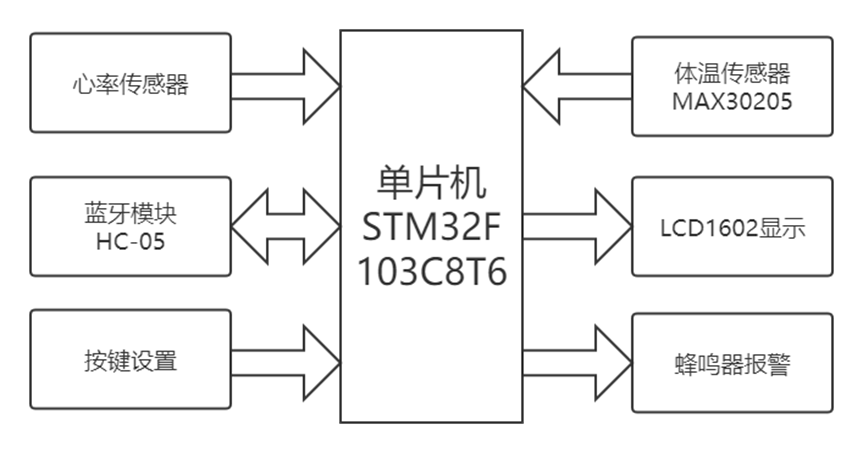 心率传感器
体温传感器
MAX30205
单片机
STM32F
103C8T6
蓝牙模块
HC-05
LCD1602显示
按键设置
蜂鸣器报警